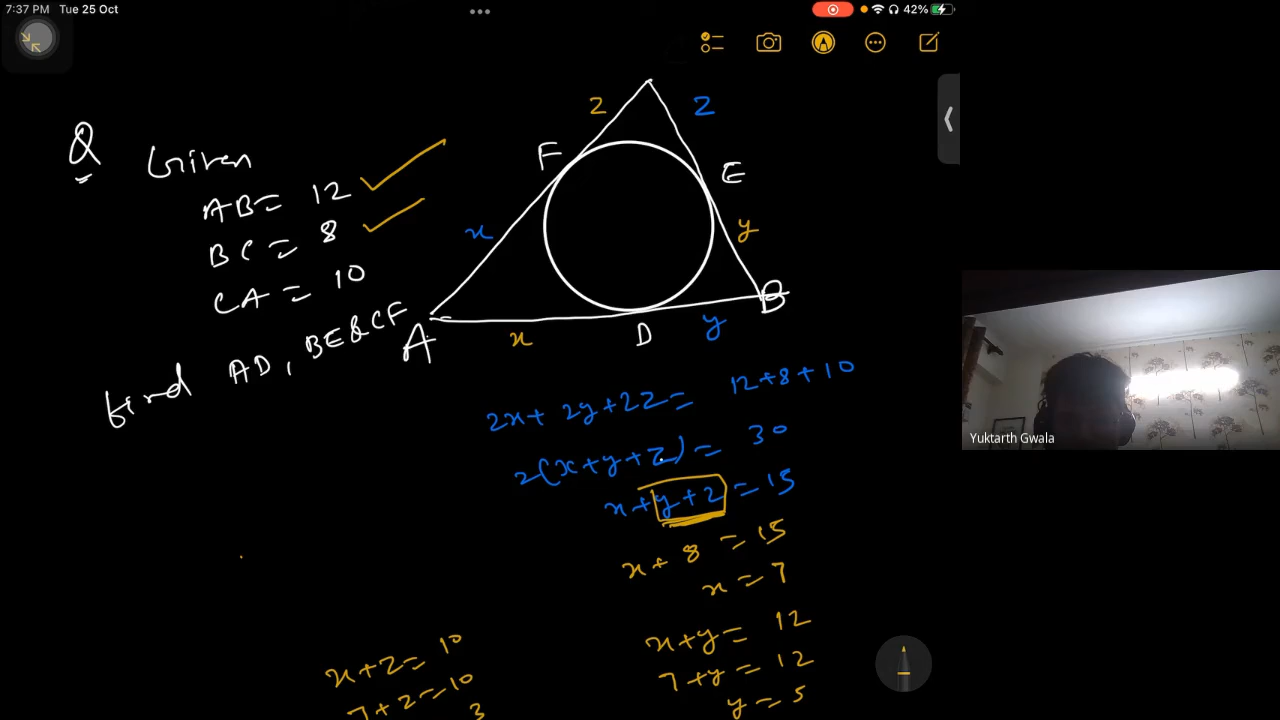 7:37 PM Tue 25 Oct
42%
Q Given
AB = 12
BC = 8
CA = 10
find AD, BE & CF
z z
F E
x y
A x D y B
2x + 2y + 2z = 12 + 8 + 10
2(x + y + z) = 30
x + y + z = 15
x + 8 = 15
x = 7
x + y = 12
7 + y = 12
y = 5
x + z = 10
7 + z = 10
3
Yuktarth Gwala